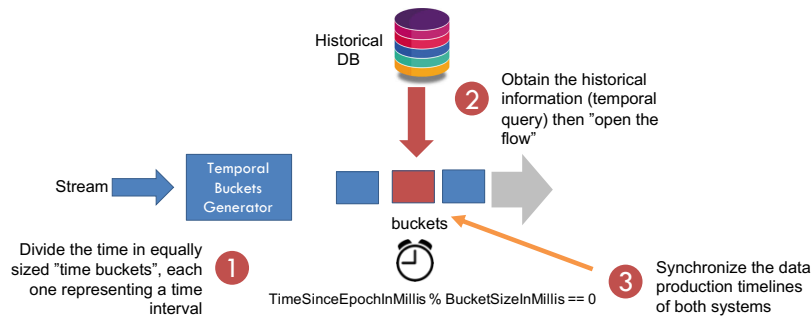 Historical
DB
2
Obtain the historical
information (temporal
query) then ”open the
flow”
Stream
Temporal
Buckets
Generator
buckets
Divide the time in equally
sized ”time buckets”, each
one representing a time
interval
1
TimeSinceEpochInMillis % BucketSizeInMillis == 0
3
Synchronize the data
production timelines
of both systems